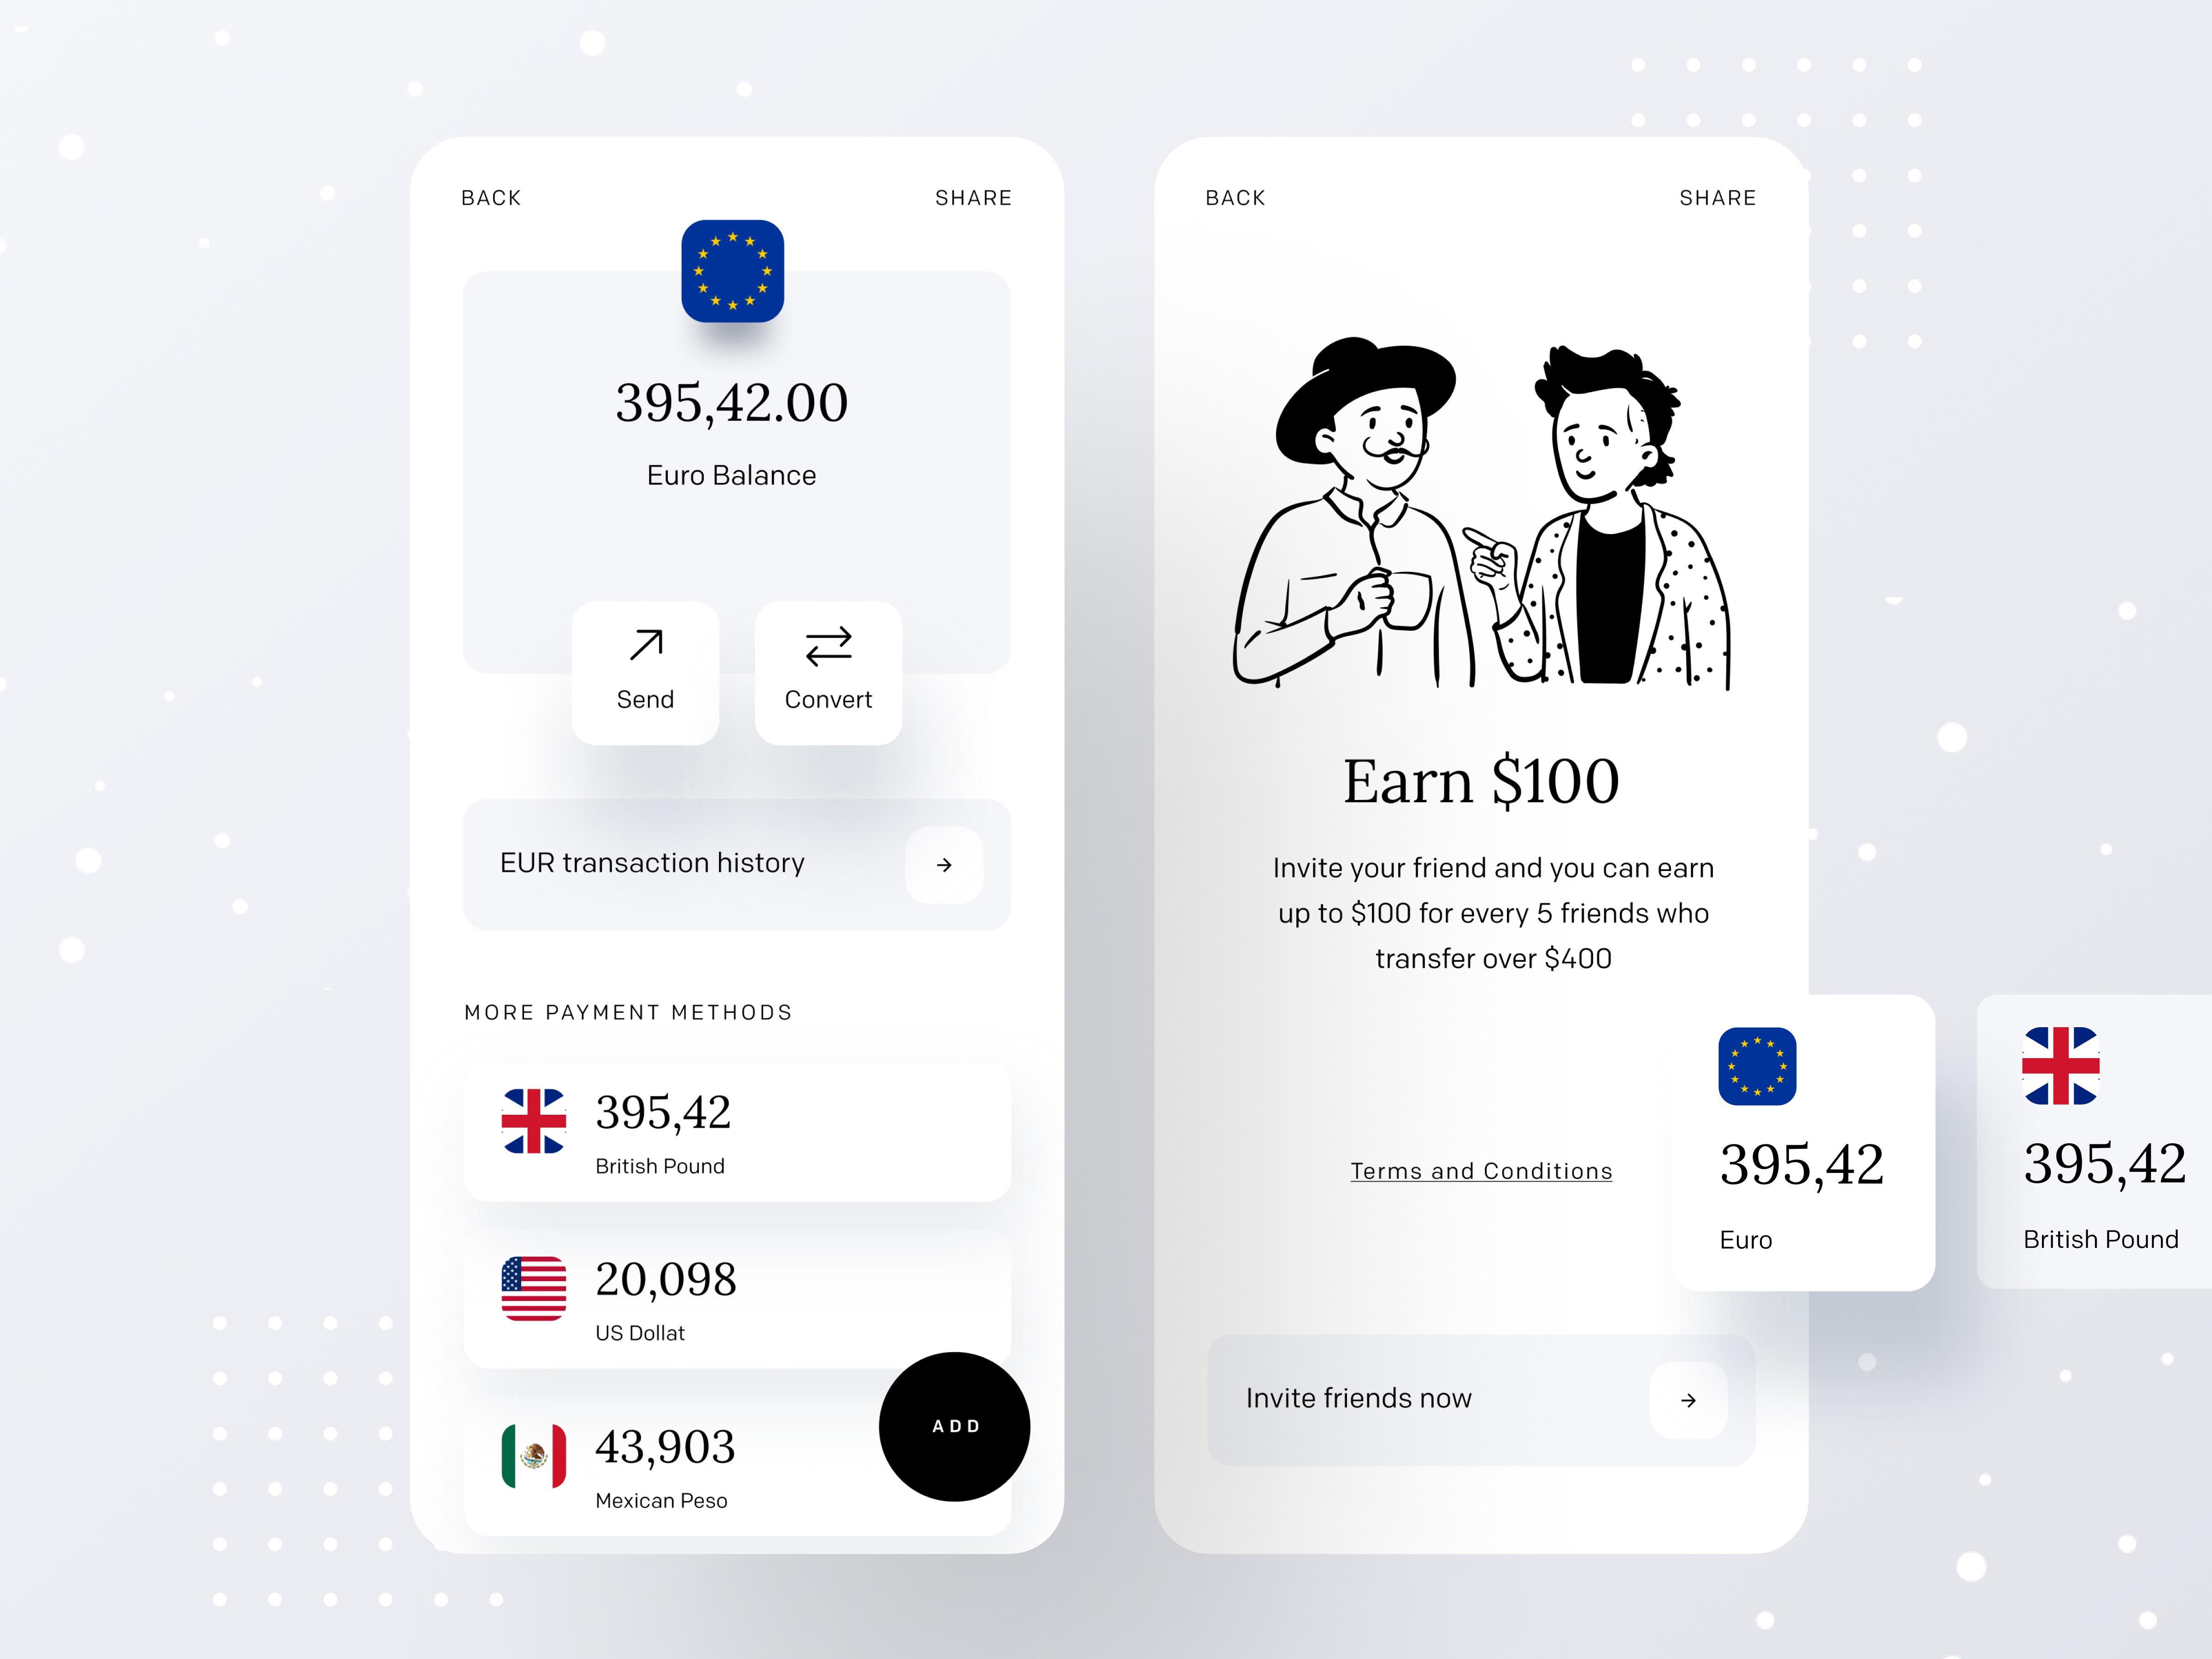 BACK
SHARE
395,42.00
Euro Balance
Send
Convert
EUR transaction history
MORE PAYMENT METHODS
395,42
British Pound
20,098
US Dollat
43,903
Mexican Peso
ADD
BACK
SHARE
Earn $100
Invite your friend and you can earn
up to $100 for every 5 friends who
transfer over $400
Terms and Conditions
395,42
Euro
395,42
British Pound
Invite friends now